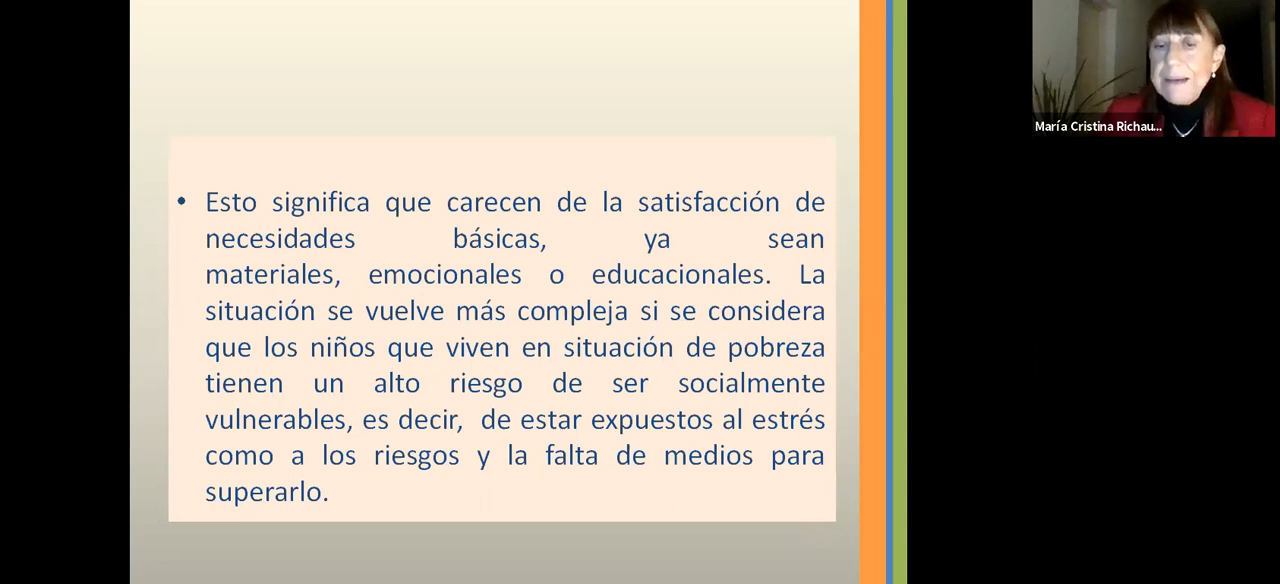 • Esto significa que carecen de la satisfacción de
necesidades básicas, ya sean
materiales, emocionales o educacionales. La
situación se vuelve más compleja si se considera
que los niños que viven en situación de pobreza
tienen un alto riesgo de ser socialmente
vulnerables, es decir, de estar expuestos al estrés
como a los riesgos y la falta de medios para
superarlo.
María Cristina Richau...